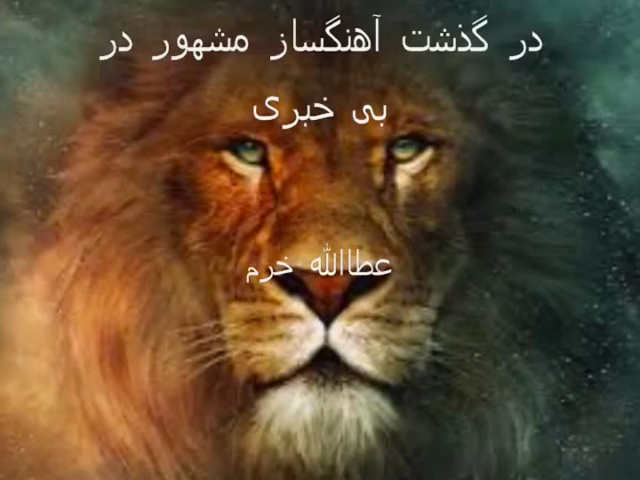 در گذشت آهنگساز مشهور در
بی خبری
عطاالله خرم